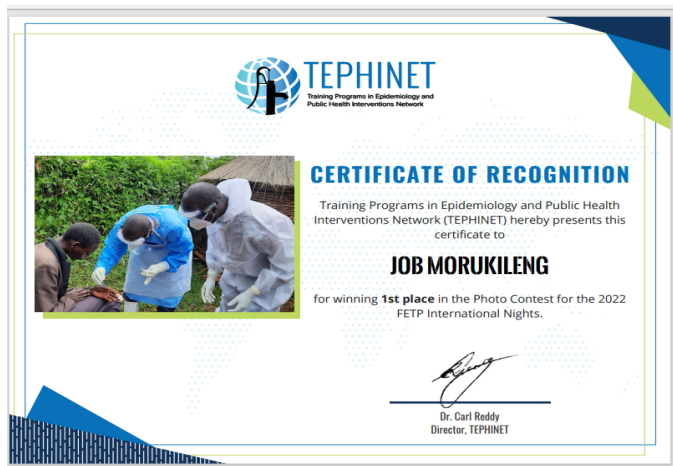 TEPHINET
Training Programs in Epidemiology and
Public Health Interventions Network
CERTIFICATE OF RECOGNITION
Training Programs in Epidemiology and Public Health
Interventions Network (TEPHINET) hereby presents this
certificate to
JOB MORUKILENG
for winning 1st place in the Photo Contest for the 2022
FETP International Nights.
Dr. Carl Reddy
Director, TEPHINET